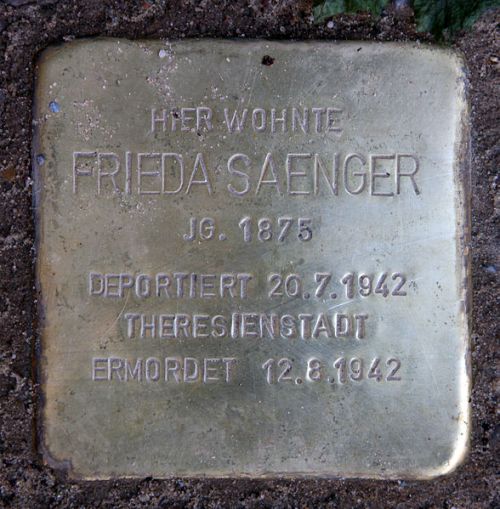 HIER WOHNTE
FRIEDA SAENGER
JG. 1875
DEPORTIERT 20.7.1942
THERESIENSTADT
ERMORDET 12.8.1942